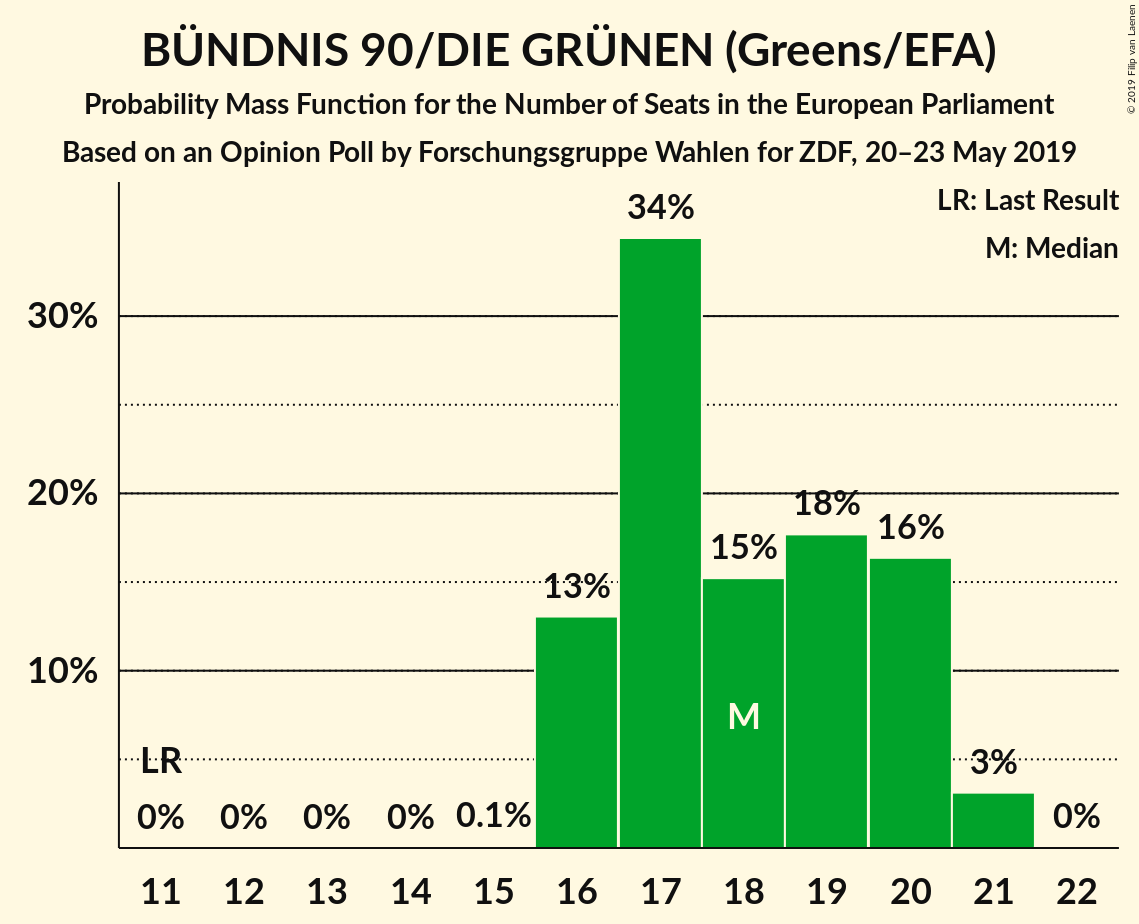 BÜNDNIS 90/DIE GRÜNEN (Greens/EFA)
Probability Mass Function for the Number of Seats in the European Parliament
Based on an Opinion Poll by Forschungsgruppe Wahlen for ZDF, 20–23 May 2019
© 2019 Filip van Laenen
LR: Last Result
M: Median
34%
30%
20%
18%
16%
15%
13%
10%
M
LR
3%
0% 0% 0% 0% 0.1% 0%
11 12 13 14 15 16 17 18 19 20 21 22